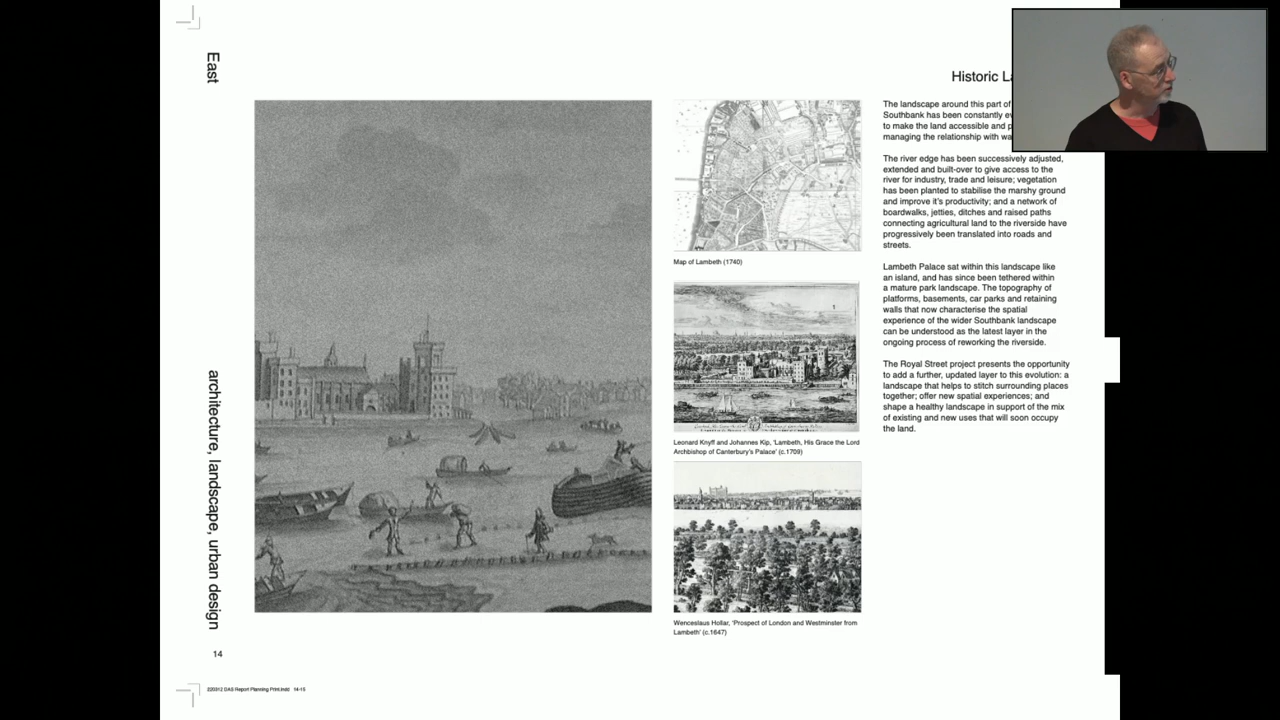 East
architecture, landscape, urban design
14
Map of Lambeth (1740)
Leonard Knyff and Johannes Kip, 'Lambeth, His Grace the Lord
Archbishop of Canterbury's Palace' (c.1709)
Wenceslaus Hollar, 'Prospect of London and Westminster from
Lambeth' (c.1647)
Historic
The landscape around this part of
Southbank has been constantly
to make the land accessible and
managing the relationship with
The river edge has been successively adjusted,
extended and built-over to give access to the
river for industry, trade and leisure; vegetation
has been planted to stabilise the marshy ground
and improve it's productivity; and a network of
boardwalks, jetties, ditches and raised paths
connecting agricultural land to the riverside have
progressively been translated into roads and
streets.
Lambeth Palace sat within this landscape like
an island, and has since been tethered within
a mature park landscape. The topography of
platforms, basements, car parks and retaining
walls that now characterise the spatial
experience of the wider Southbank landscape
can be understood as the latest layer in the
ongoing process of reworking the riverside.
The Royal Street project presents the opportunity
to add a further, updated layer to this evolution: a
landscape that helps to stitch surrounding places
together; offer new spatial experiences; and
shape a healthy landscape in support of the mix
of existing and new uses that will soon occupy
the land.
220312 DAS Report Planning Print.indd 14-15